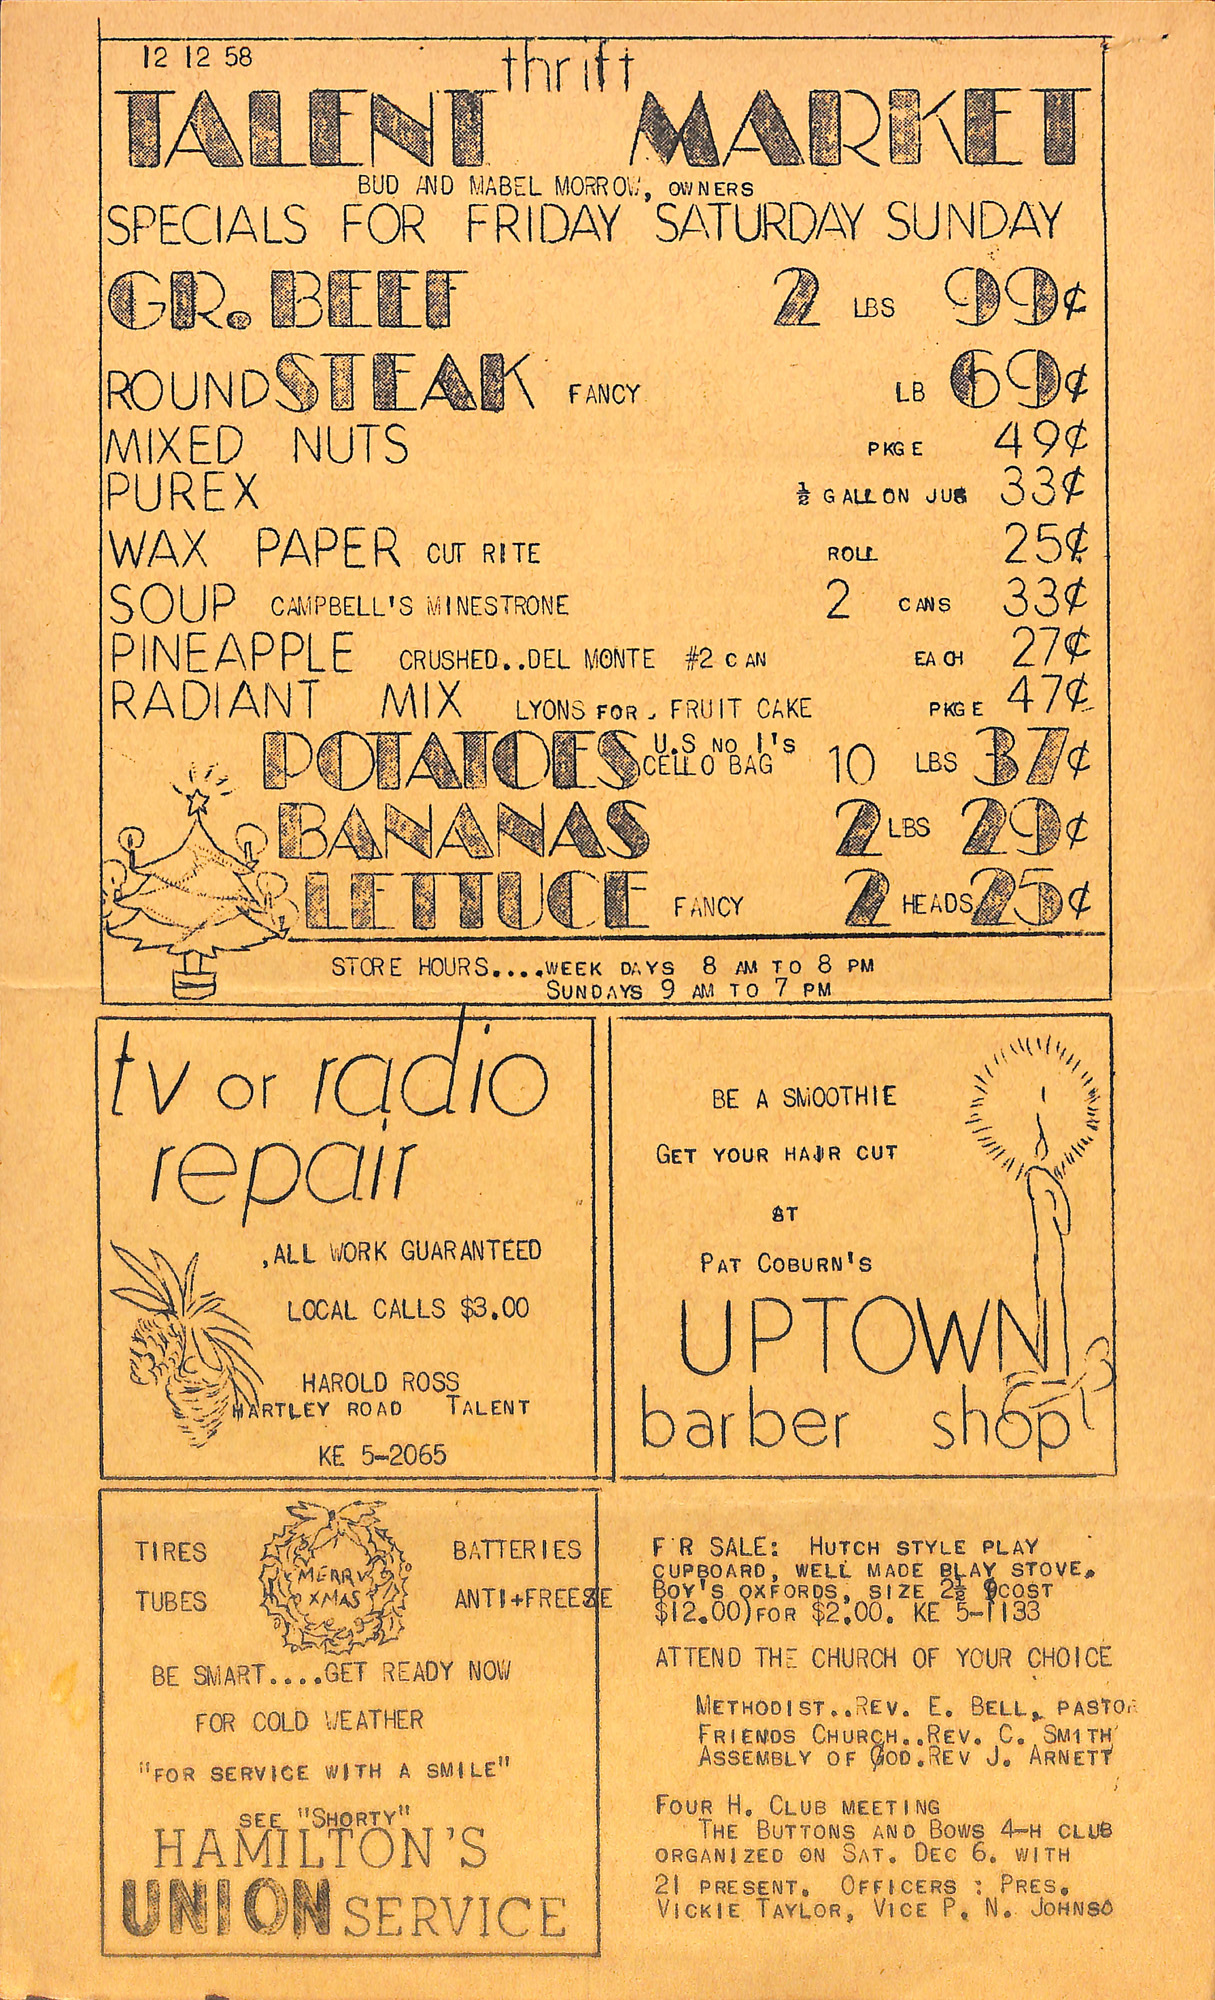 12 12 58
thrift
TALENT MARKET
BUD AND MABEL MORROW, OWNERS
SPECIALS FOR FRIDAY SATURDAY SUNDAY
GR. BEEF 2 LBS 99¢
ROUND STEAK FANCY LB 69¢
MIXED NUTS PKGE 49¢
PUREX ½ GALLON JUG 33¢
WAX PAPER CUT RITE ROLL 25¢
SOUP CAMPBELL'S MINESTRONE 2 CANS 33¢
PINEAPPLE CRUSHED..DEL MONTE #2 CAN EACH 27¢
RADIANT MIX LYONS FOR . FRUIT CAKE PKGE 47¢
POTATOES U.S NO 1'S CELLO BAG 10 LBS 37¢
BANANAS 2 LBS 29¢
LETTUCE FANCY 2 HEADS 25¢
STORE HOURS....WEEK DAYS 8 AM TO 8 PM
SUNDAYS 9 AM TO 7 PM
tv or radio
repair
,ALL WORK GUARANTEED
LOCAL CALLS $3.00
HAROLD ROSS
HARTLEY ROAD TALENT
KE 5-2065
BE A SMOOTHIE
GET YOUR HAIR CUT
AT
PAT COBURN'S
UPTOWN
barber shop
TIRES BATTERIES
MERRY
XMAS
TUBES ANTI+FREEZE
BE SMART....GET READY NOW
FOR COLD WEATHER
"FOR SERVICE WITH A SMILE"
SEE "SHORTY"
HAMILTON'S
UNION SERVICE
F R SALE: HUTCH STYLE PLAY
CUPBOARD, WELL MADE PLAY STOVE.
BOY'S OXFORDS, SIZE 2½ (COST
$12.00) FOR $2.00. KE 5-1133
ATTEND THE CHURCH OF YOUR CHOICE
METHODIST..REV. E. BELL, PASTOR
FRIENDS CHURCH..REV. C. SMITH
ASSEMBLY OF GOD.REV J. ARNETT
FOUR H. CLUB MEETING
THE BUTTONS AND BOWS 4-H CLUB
ORGANIZED ON SAT. DEC 6. WITH
21 PRESENT. OFFICERS : PRES.
VICKIE TAYLOR, VICE P. N. JOHNSO